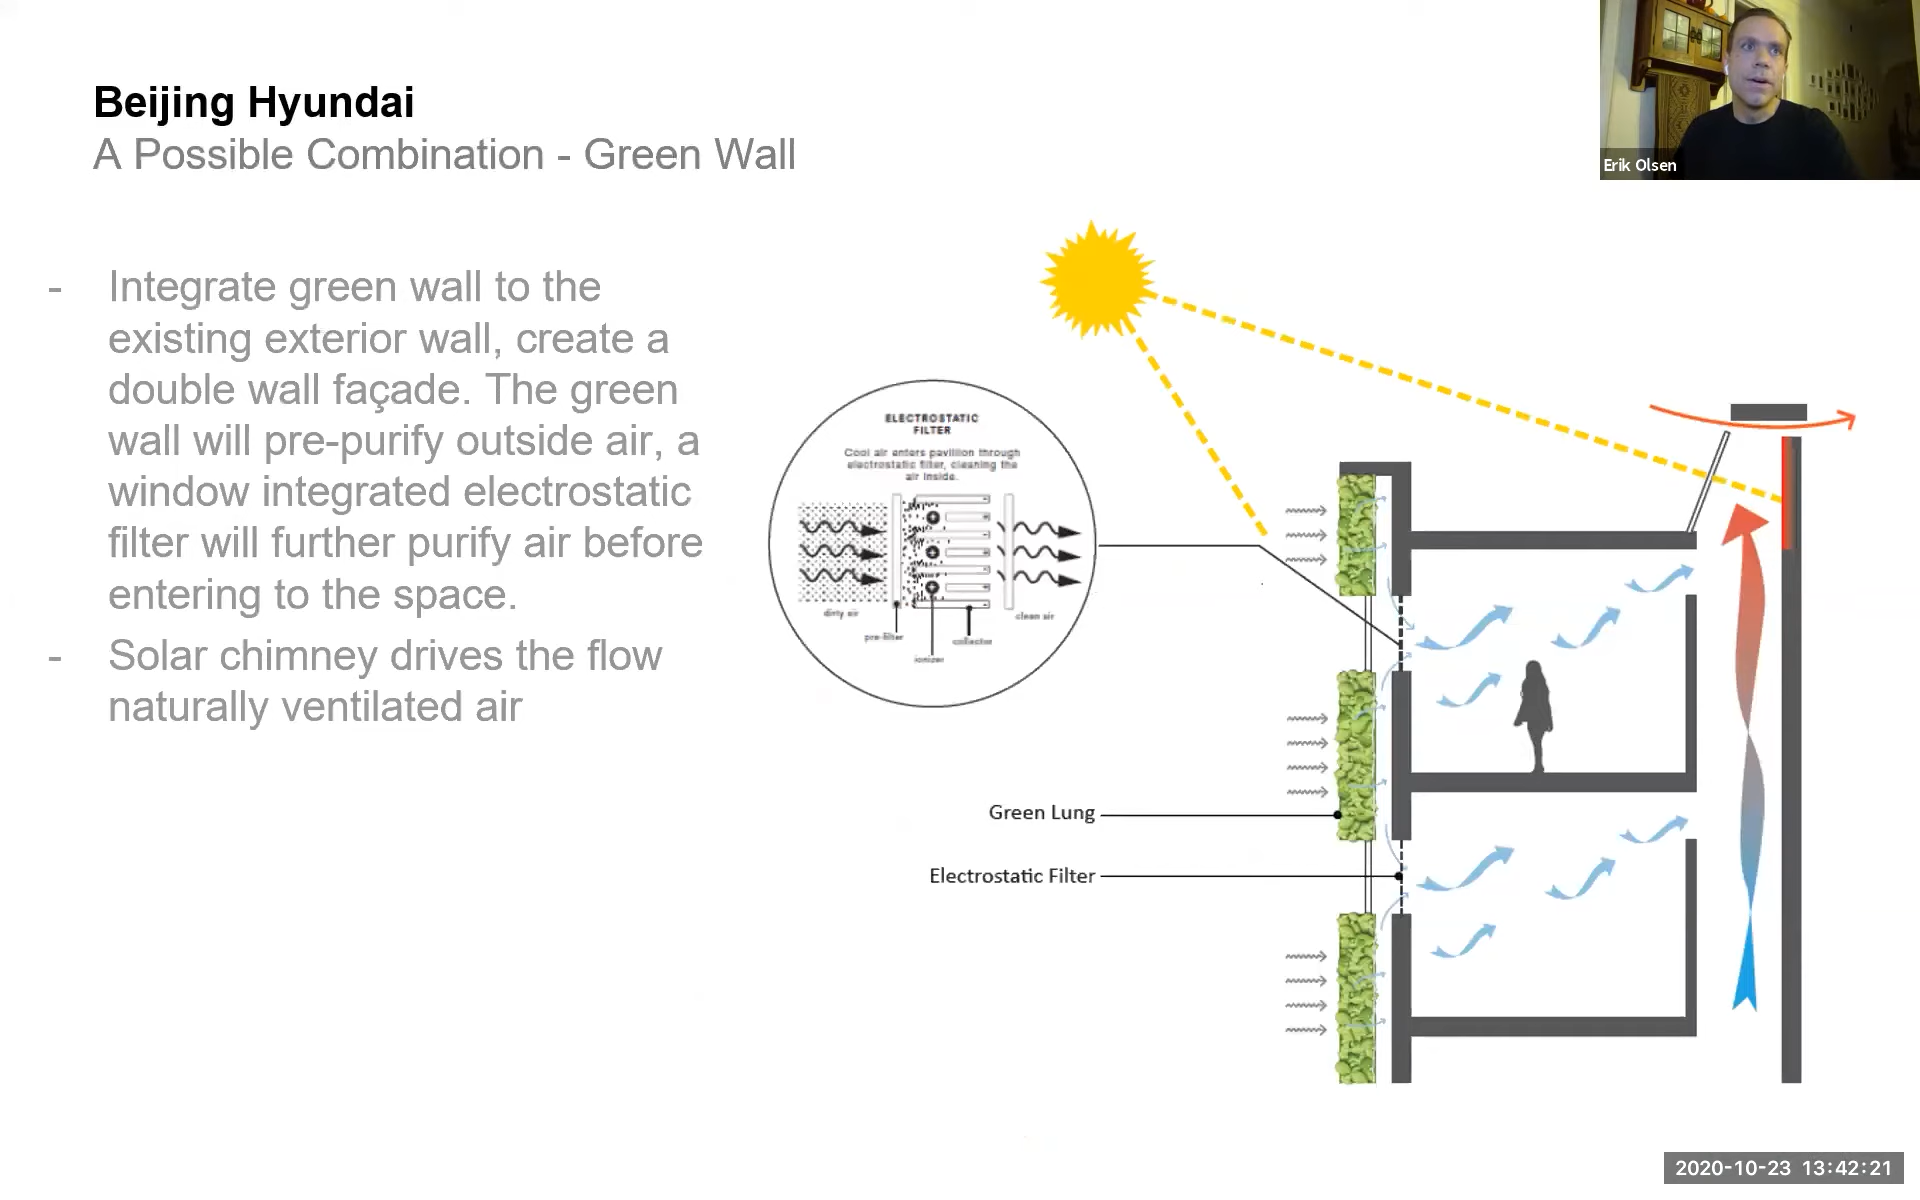 Beijing Hyundai
A Possible Combination - Green Wall
Erik Olsen
- Integrate green wall to the
existing exterior wall, create a
double wall façade. The green
wall will pre-purify outside air, a
window integrated electrostatic
filter will further purify air before
entering to the space.
- Solar chimney drives the flow
naturally ventilated air
ELECTROSTATIC
FILTER
Cool air enters pavilion through
electrostatic filter, cleaning the
air inside.
dirty air
pre-filter
ionizer
collector
clean air
Green Lung
Electrostatic Filter
2020-10-23 13:42:21